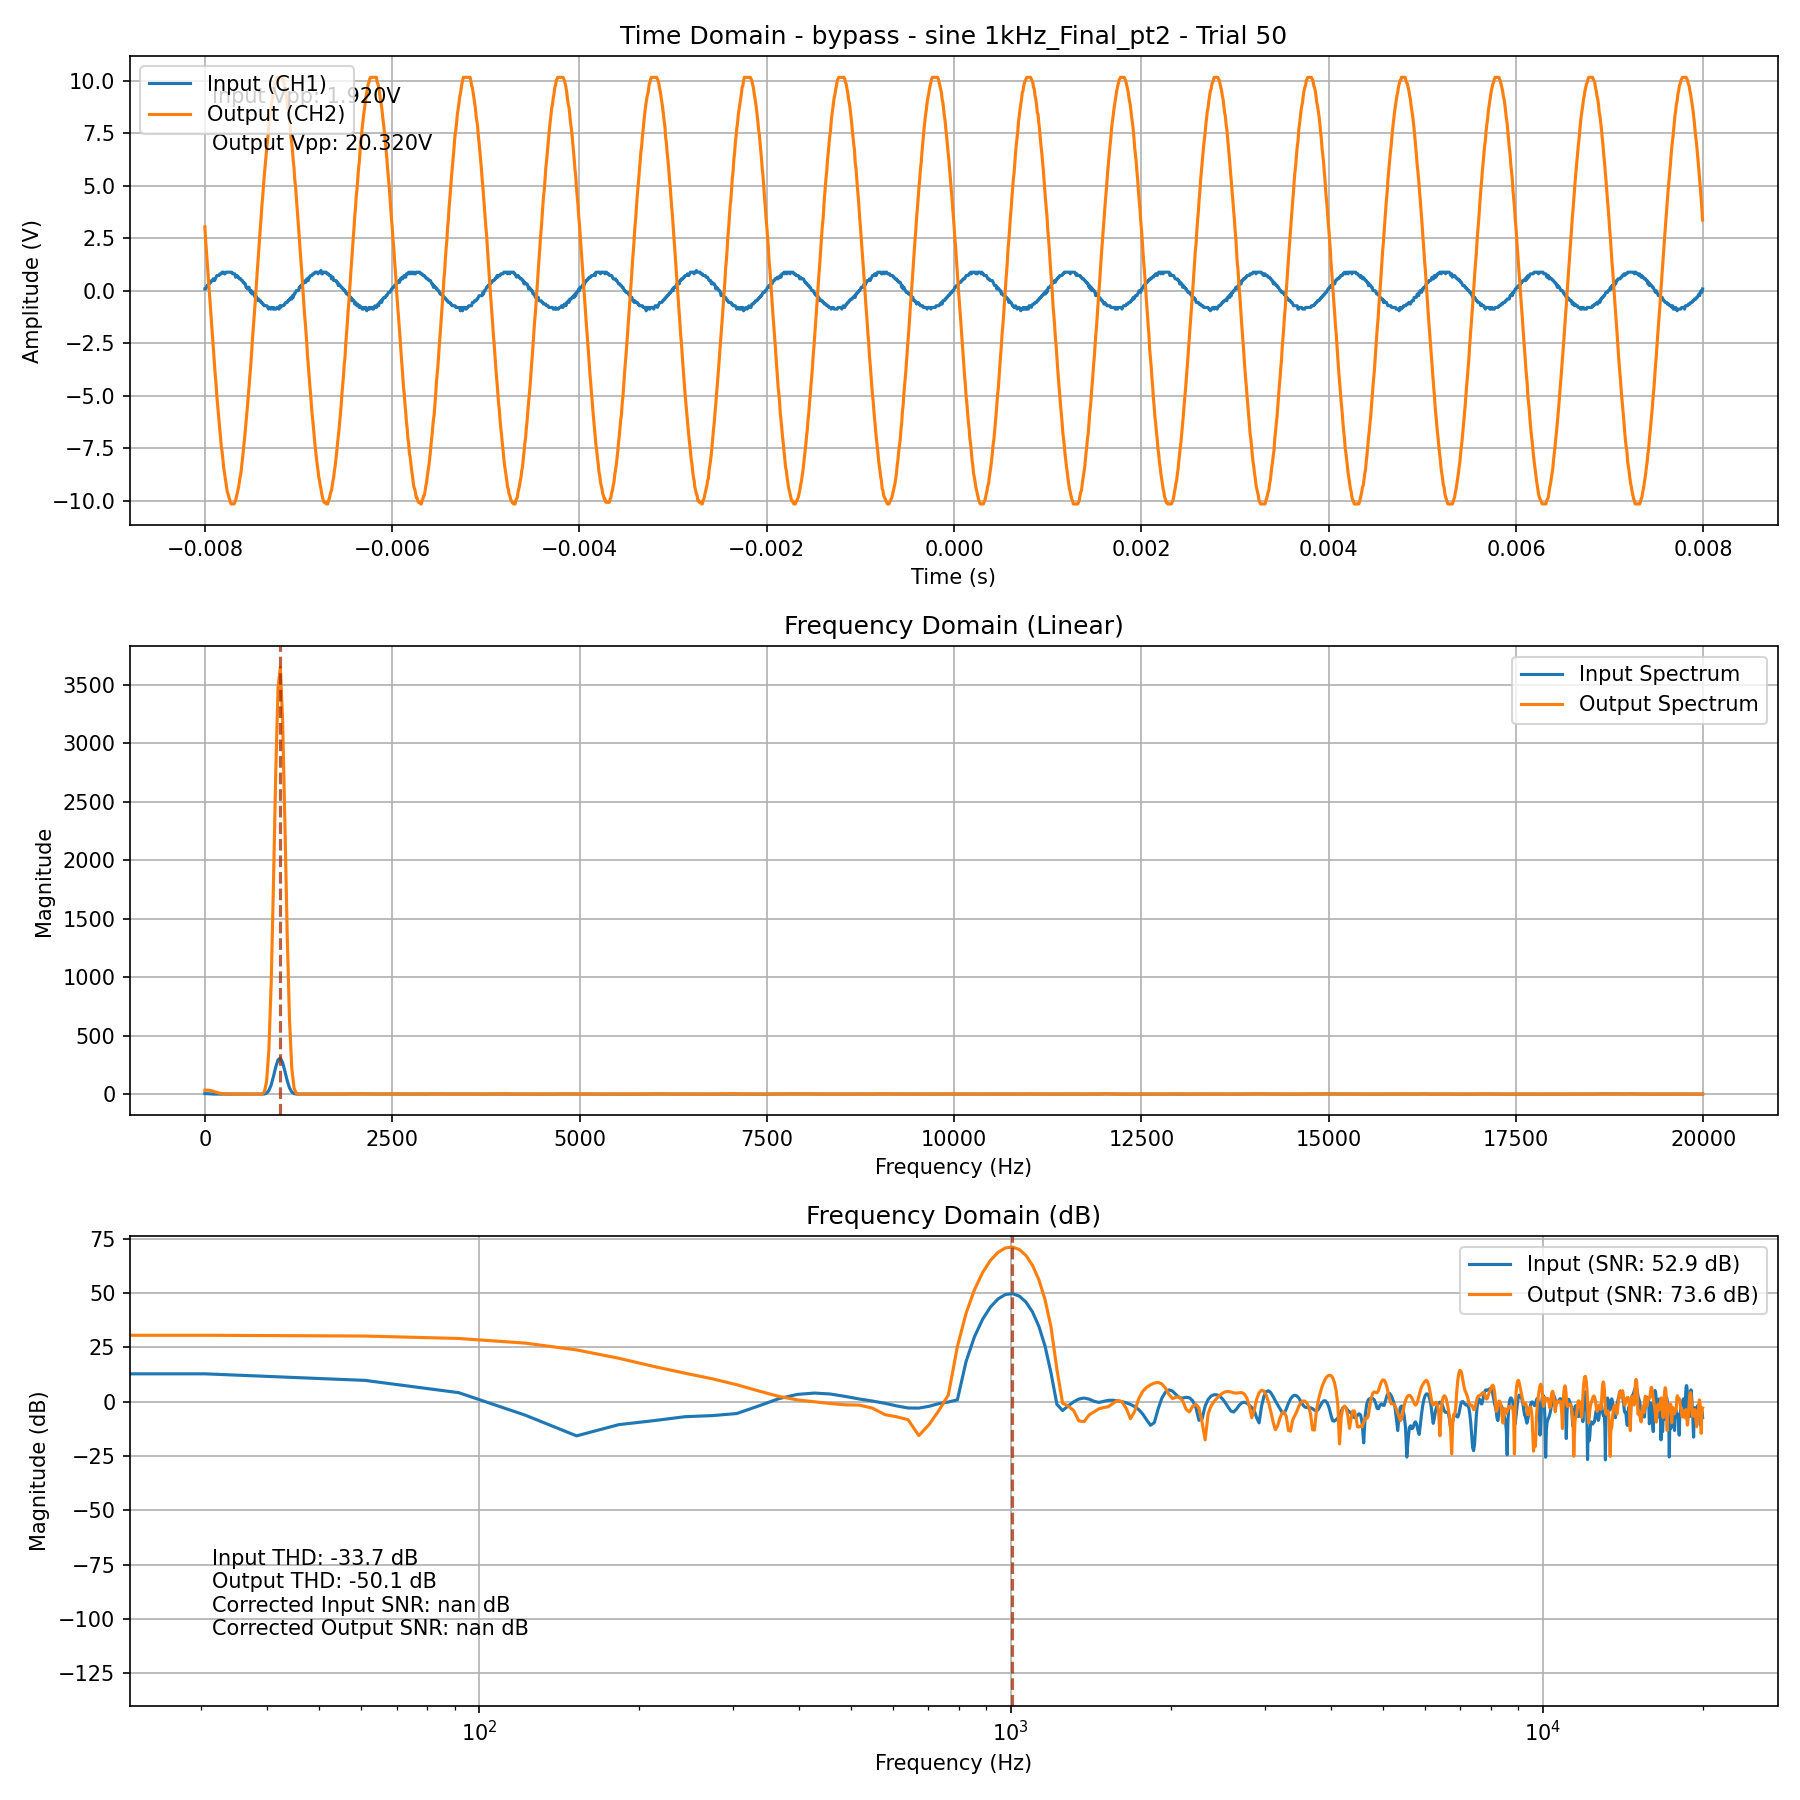 Time Domain - bypass - sine 1kHz_Final_pt2 - Trial 50
Input (CH1)
Output (CH2)
Input Vpp: 1.920V
Output Vpp: 20.320V
Amplitude (V)
10.0
7.5
5.0
2.5
0.0
−2.5
−5.0
−7.5
−10.0
−0.008 −0.006 −0.004 −0.002 0.000 0.002 0.004 0.006 0.008
Time (s)
Frequency Domain (Linear)
Input Spectrum
Output Spectrum
Magnitude
3500
3000
2500
2000
1500
1000
500
0
0 2500 5000 7500 10000 12500 15000 17500 20000
Frequency (Hz)
Frequency Domain (dB)
Input (SNR: 52.9 dB)
Output (SNR: 73.6 dB)
Magnitude (dB)
75
50
25
0
−25
−50
−75
−100
−125
Input THD: -33.7 dB
Output THD: -50.1 dB
Corrected Input SNR: nan dB
Corrected Output SNR: nan dB
10² 10³ 10⁴
Frequency (Hz)